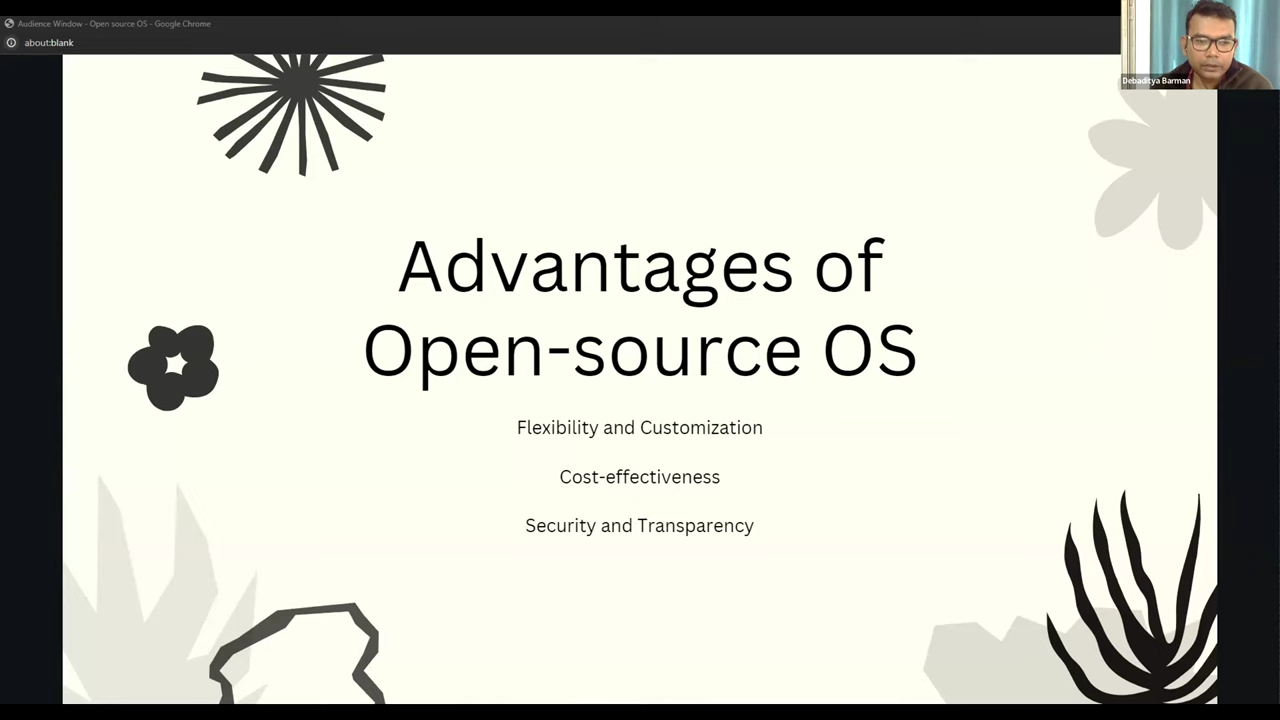 Audience Window - Open source OS - Google Chrome
about:blank
Debaditya Barman
Advantages of
Open-source OS
Flexibility and Customization
Cost-effectiveness
Security and Transparency